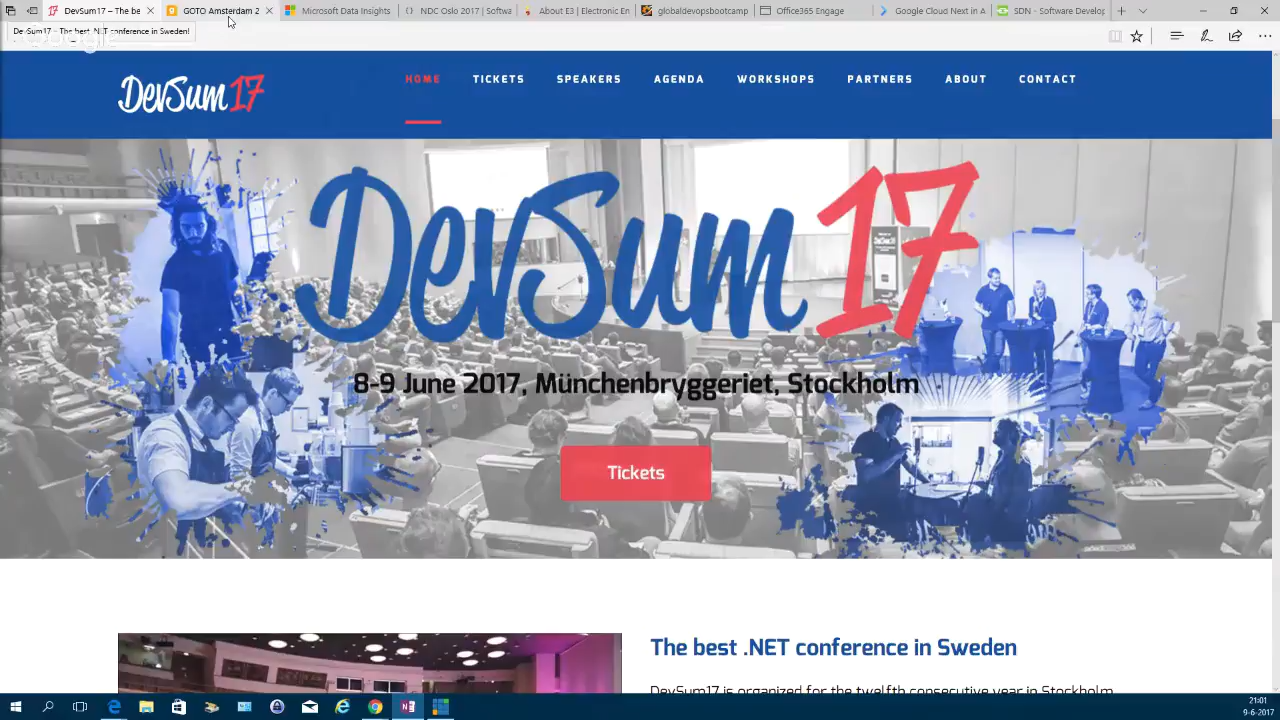 DevSum17 – The be
GOTO Amsterdam 2
Microsoft Data Insights
NDC Oslo 2017 | Softwa
About E3 | Electronic En
globaldevopsbootcamp
Office365 Engage
Google Cloud Next in A
SDN - Software Develop
DevSum17 – The best .NET conference in Sweden!
DevSum17
HOME
TICKETS
SPEAKERS
AGENDA
WORKSHOPS
PARTNERS
ABOUT
CONTACT
DevSum17
8-9 June 2017, Münchenbryggeriet, Stockholm
Tickets
The best .NET conference in Sweden
DevSum17 is organized for the twelfth consecutive year in Stockholm
21:01
9-6-2017